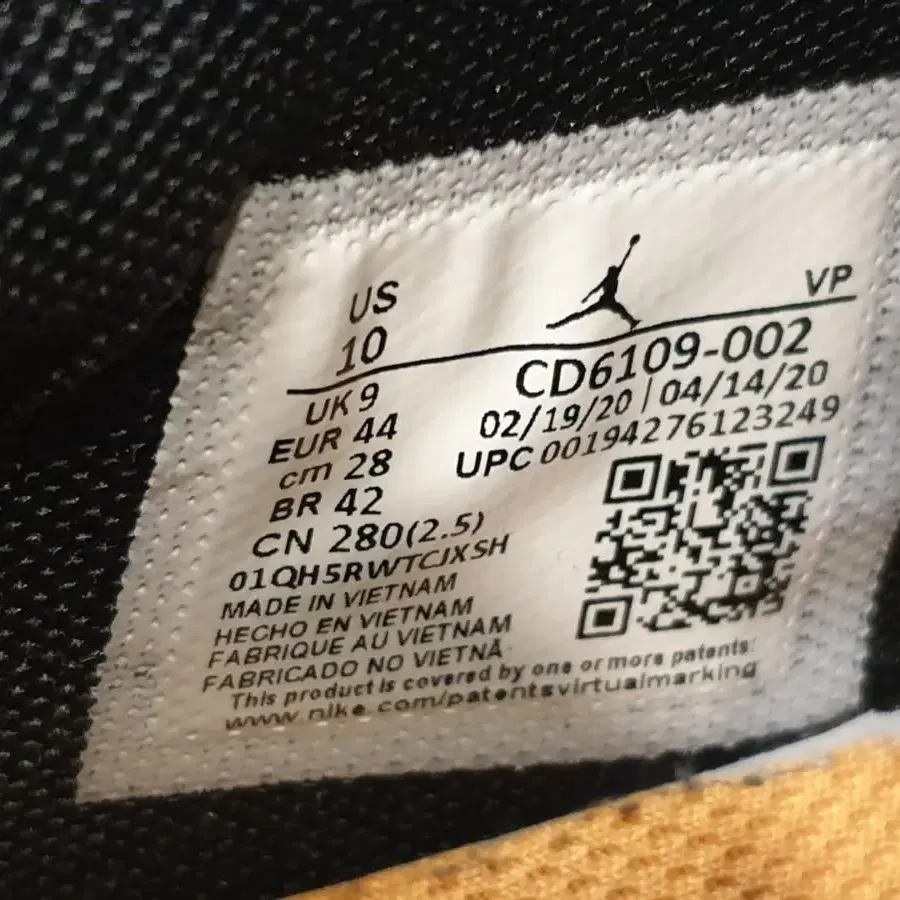 US
10
VP
UK 9
EUR 44
cm 28
BR 42
CN 280(2.5)
CD6109-002
02/19/20 | 04/14/20
UPC 00194276123249
01QH5RWTCJXSH
MADE IN VIETNAM
HECHO EN VIETNAM
FABRIQUE AU VIETNAM
FABRICADO NO VIETNÃ
This product is covered by one or more patents:
www.nike.com/patentsvirtualmarking